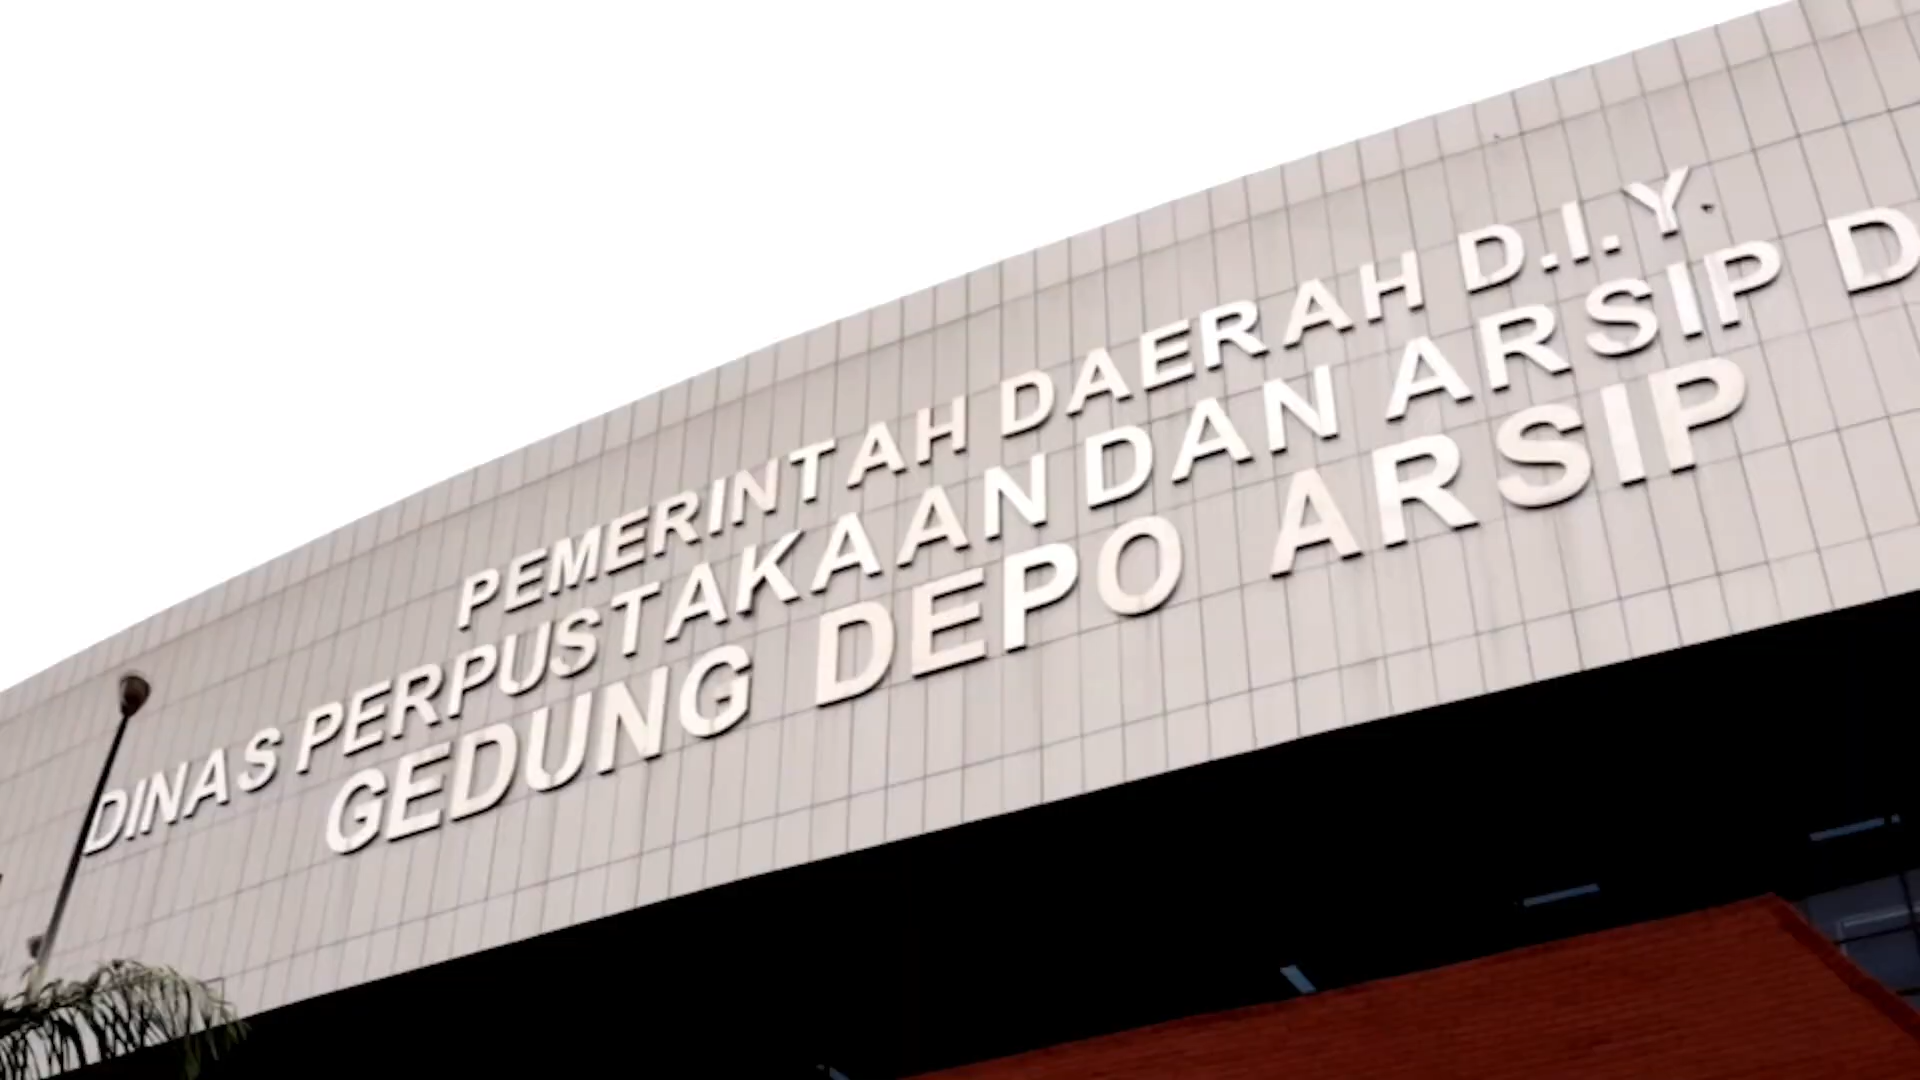 PEMERINTAH DAERAH D.I.Y.
DINAS PERPUSTAKAAN DAN ARSIP D
GEDUNG DEPO ARSIP